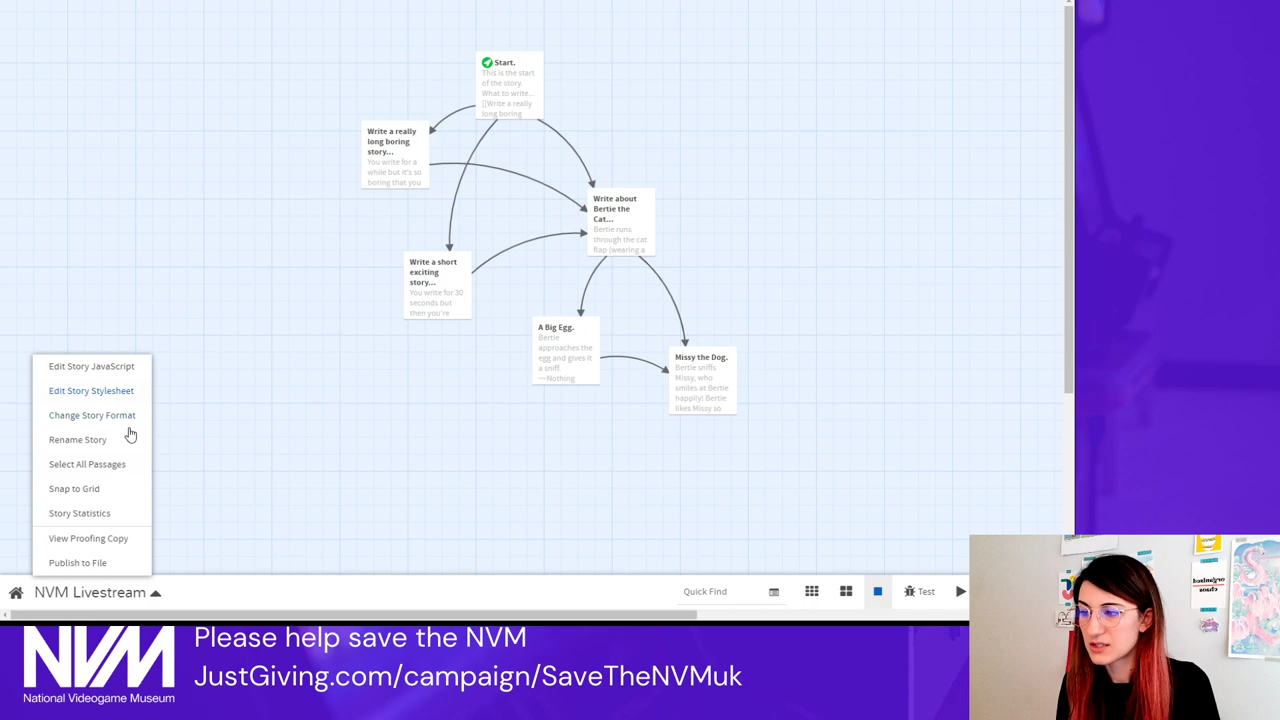 Start.
This is the start
of the story.
What to write...
[[Write a really
long boring
Write a really
long boring
story...
You write for a
while but it's so
boring that you
Write about
Bertie the
Cat...
Bertie runs
through the cat
flap (wearing a
Write a short
exciting
story...
You write for 30
seconds but
then you're
A Big Egg.
Bertie
approaches the
egg and gives it
a sniff.
~~Nothing
Missy the Dog.
Bertie sniffs
Missy, who
smiles at Bertie
happily! Bertie
likes Missy so
Edit Story JavaScript
Edit Story Stylesheet
Change Story Format
Rename Story
Select All Passages
Snap to Grid
Story Statistics
View Proofing Copy
Publish to File
NVM Livestream
Quick Find
Test
NVM
National Videogame Museum
Please help save the NVM
JustGiving.com/campaign/SaveTheNVMuk
organised
chaos